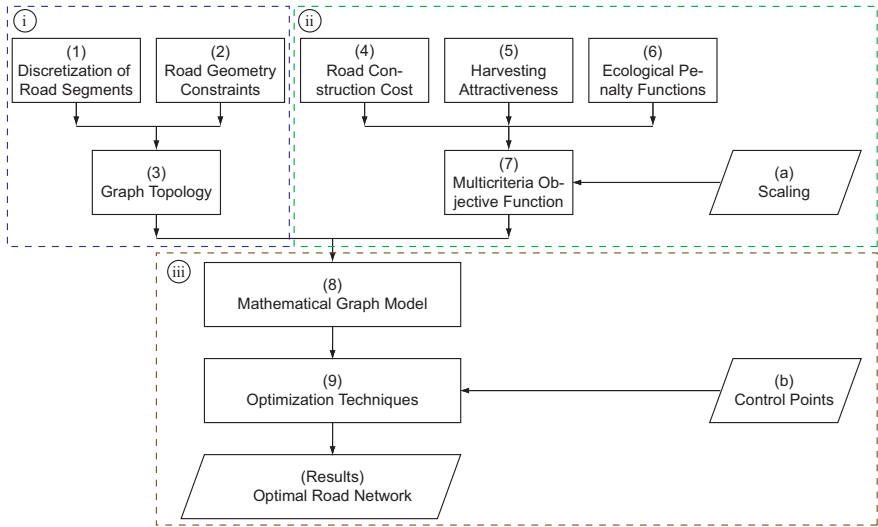 i
ii
(1)
Discretization of
Road Segments
(2)
Road Geometry
Constraints
(4)
Road Con-
struction Cost
(5)
Harvesting
Attractiveness
(6)
Ecological Pe-
nalty Functions
(3)
Graph Topology
(7)
Multicriteria Ob-
jective Function
(a)
Scaling
iii
(8)
Mathematical Graph Model
(9)
Optimization Techniques
(b)
Control Points
(Results)
Optimal Road Network